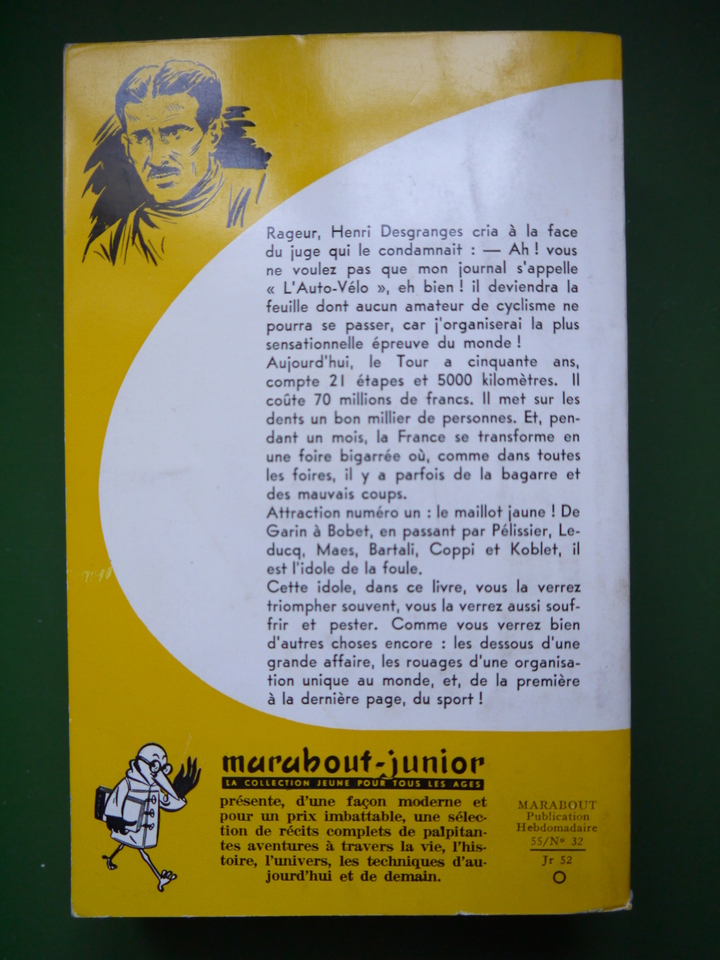 Rageur, Henri Desgranges cria à la face
du juge qui le condamnait : — Ah ! vous
ne voulez pas que mon journal s'appelle
« L'Auto-Vélo », eh bien ! il deviendra la
feuille dont aucun amateur de cyclisme ne
pourra se passer, car j'organiserai la plus
sensationnelle épreuve du monde !
Aujourd'hui, le Tour a cinquante ans,
compte 21 étapes et 5000 kilomètres. Il
coûte 70 millions de francs. Il met sur les
dents un bon millier de personnes. Et, pen-
dant un mois, la France se transforme en
une foire bigarrée où, comme dans toutes
les foires, il y a parfois de la bagarre et
des mauvais coups.
Attraction numéro un : le maillot jaune ! De
Garin à Bobet, en passant par Pélissier, Le-
ducq, Maes, Bartali, Coppi et Koblet, il
est l'idole de la foule.
Cette idole, dans ce livre, vous la verrez
triompher souvent, vous la verrez aussi souf-
frir et pester. Comme vous verrez bien
d'autres choses encore : les dessous d'une
grande affaire, les rouages d'une organisa-
tion unique au monde, et, de la première
à la dernière page, du sport !
marabout-junior
LA COLLECTION JEUNE POUR TOUS LES AGES
présente, d'une façon moderne et
pour un prix imbattable, une sélec-
tion de récits complets de palpitan-
tes aventures à travers la vie, l'his-
toire, l'univers, les techniques d'au-
jourd'hui et de demain.
MARABOUT
Publication
Hebdomadaire
55/No 32
Jr 52